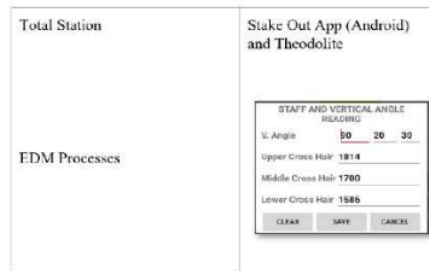 Total Station
Stake Out App (Android)
and Theodolite
EDM Processes
STAFF AND VERTICAL ANGLE
READING
V. Angle 90 20 30
Upper Cross Hair 1814
Middle Cross Hair 1700
Lower Cross Hair 1586
CLEAR SAVE CANCEL